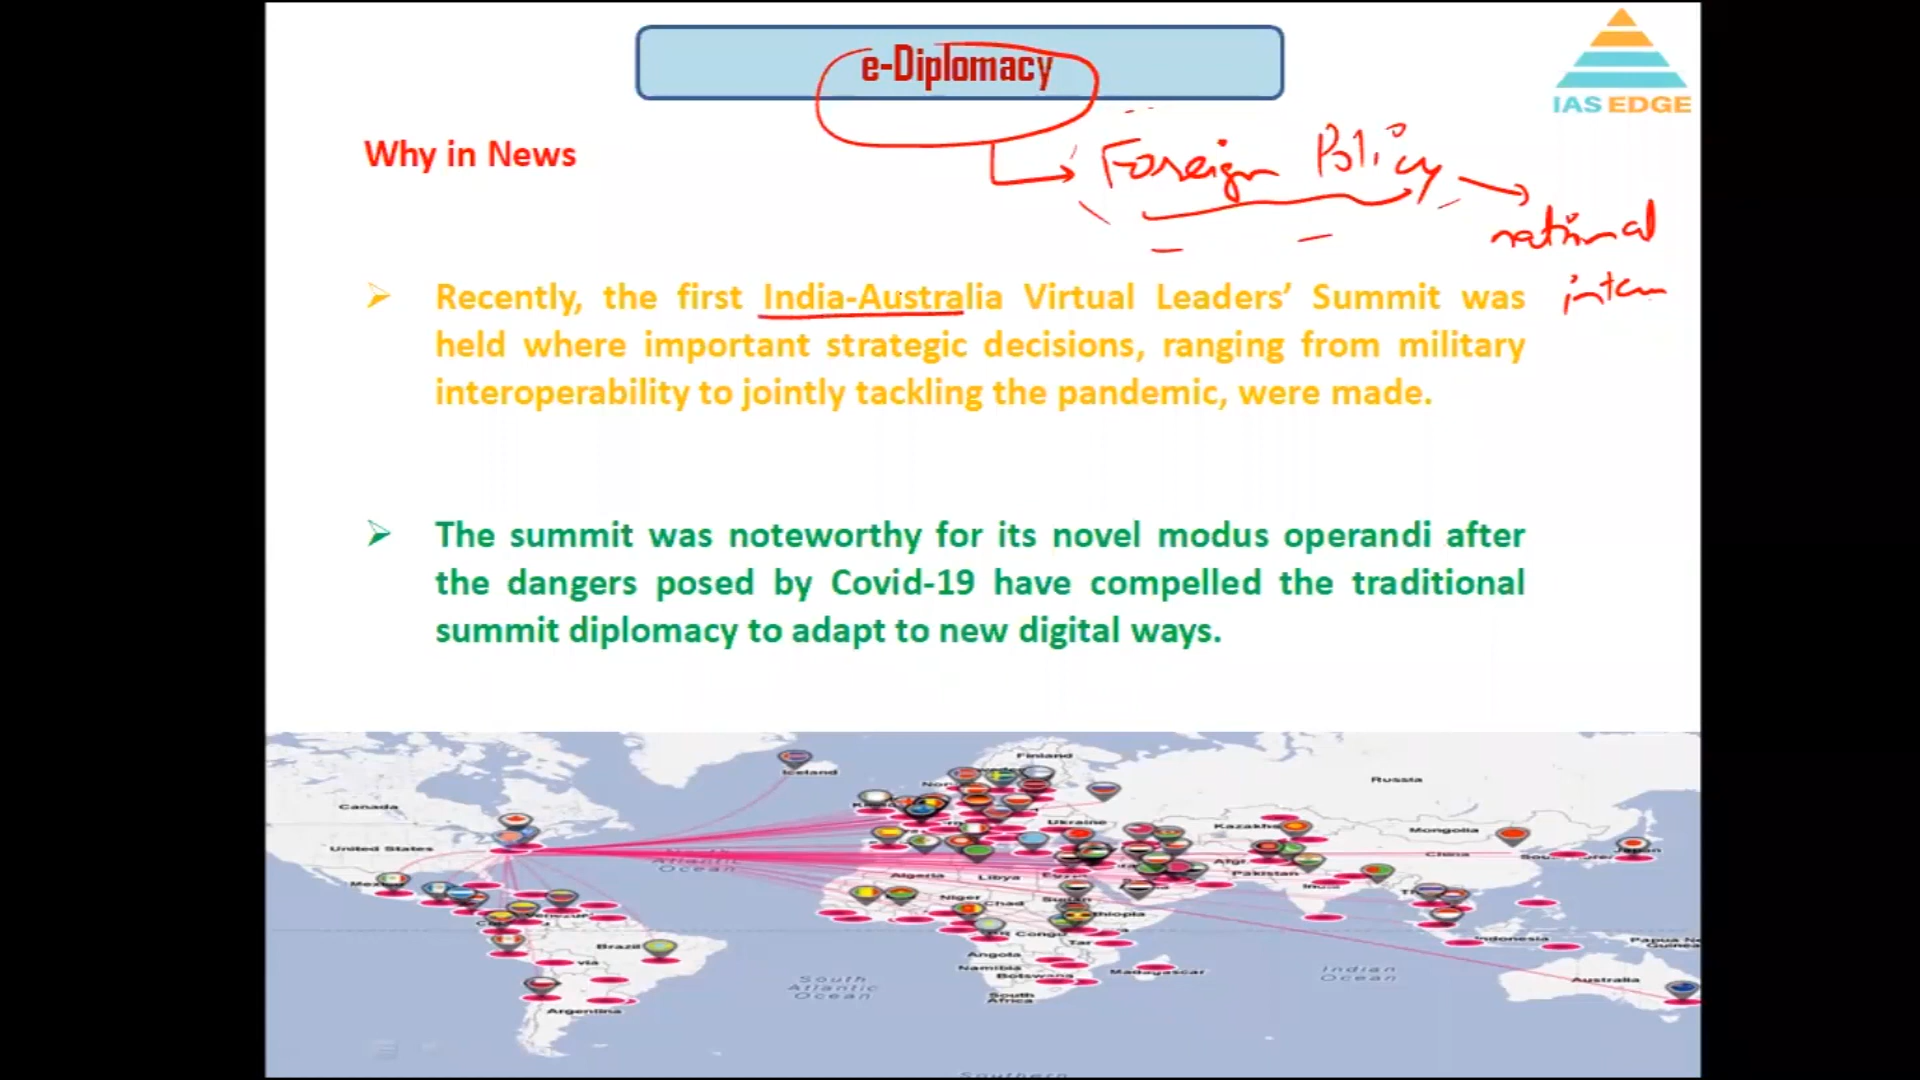 e-Diplomacy
IAS EDGE
Why in News
Foreign Policy
national
Recently, the first India-Australia Virtual Leaders’ Summit was
held where important strategic decisions, ranging from military
interoperability to jointly tackling the pandemic, were made.
The summit was noteworthy for its novel modus operandi after
the dangers posed by Covid-19 have compelled the traditional
summit diplomacy to adapt to new digital ways.
Iceland
Finland
Russia
Canada
Ukraine
Mongolia
United States
China
Ocean
Algeria
Libya
Pakistan
Niger
Chad
Brazil
Angola
Namibia
Botswana
Madagascar
South Atlantic Ocean
Indian Ocean
Australia
South Africa
Argentina